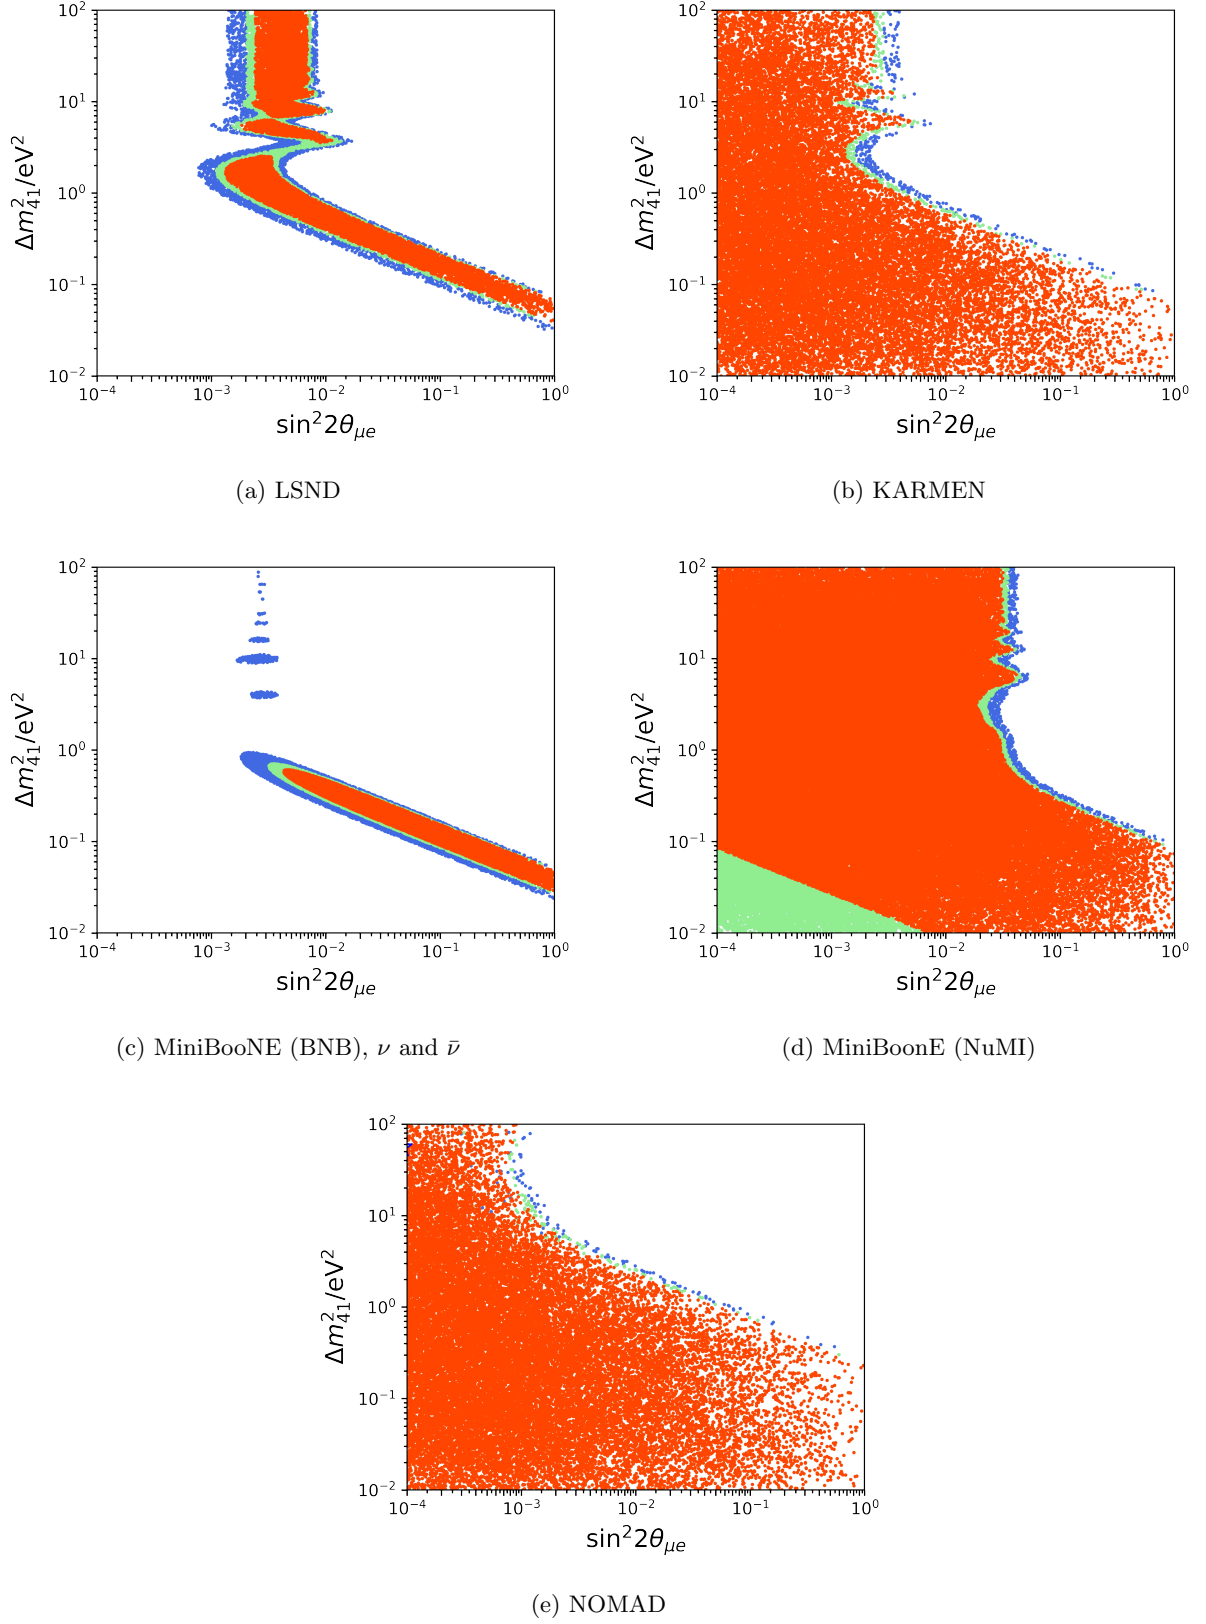 10² 10²
10¹ 10¹
Δm²₄₁/eV² Δm²₄₁/eV²
10⁰ 10⁰
10⁻¹ 10⁻¹
10⁻² 10⁻²
10⁻⁴ 10⁻³ 10⁻² 10⁻¹ 10⁰ 10⁻⁴ 10⁻³ 10⁻² 10⁻¹ 10⁰
sin²2θμe sin²2θμe
(a) LSND (b) KARMEN
10² 10²
10¹ 10¹
Δm²₄₁/eV² Δm²₄₁/eV²
10⁰ 10⁰
10⁻¹ 10⁻¹
10⁻² 10⁻²
10⁻⁴ 10⁻³ 10⁻² 10⁻¹ 10⁰ 10⁻⁴ 10⁻³ 10⁻² 10⁻¹ 10⁰
sin²2θμe sin²2θμe
(c) MiniBooNE (BNB), ν and ν̄ (d) MiniBoonE (NuMI)
10²
10¹
Δm²₄₁/eV²
10⁰
10⁻¹
10⁻²
10⁻⁴ 10⁻³ 10⁻² 10⁻¹ 10⁰
sin²2θμe
(e) NOMAD